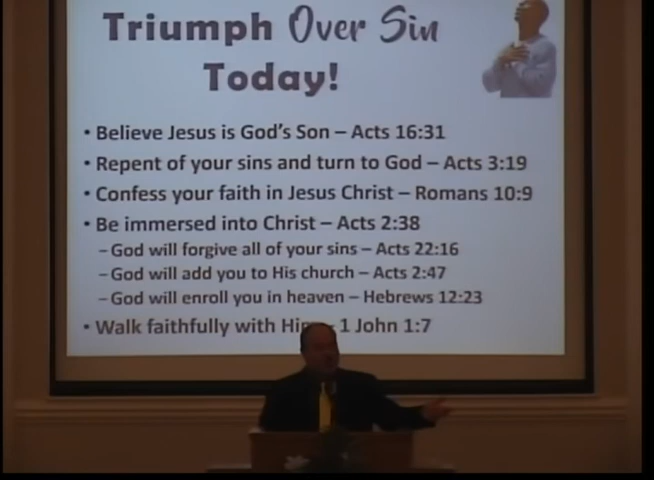 Triumph Over Sin
Today!
• Believe Jesus is God's Son – Acts 16:31
• Repent of your sins and turn to God – Acts 3:19
• Confess your faith in Jesus Christ – Romans 10:9
• Be immersed into Christ – Acts 2:38
– God will forgive all of your sins – Acts 22:16
– God will add you to His church – Acts 2:47
– God will enroll you in heaven – Hebrews 12:23
• Walk faithfully with Him – 1 John 1:7